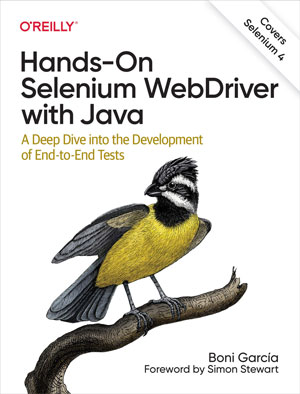 O'REILLY®
Covers
Selenium 4
Hands-On
Selenium WebDriver
with Java
A Deep Dive into the Development
of End-to-End Tests
Boni García
Foreword by Simon Stewart